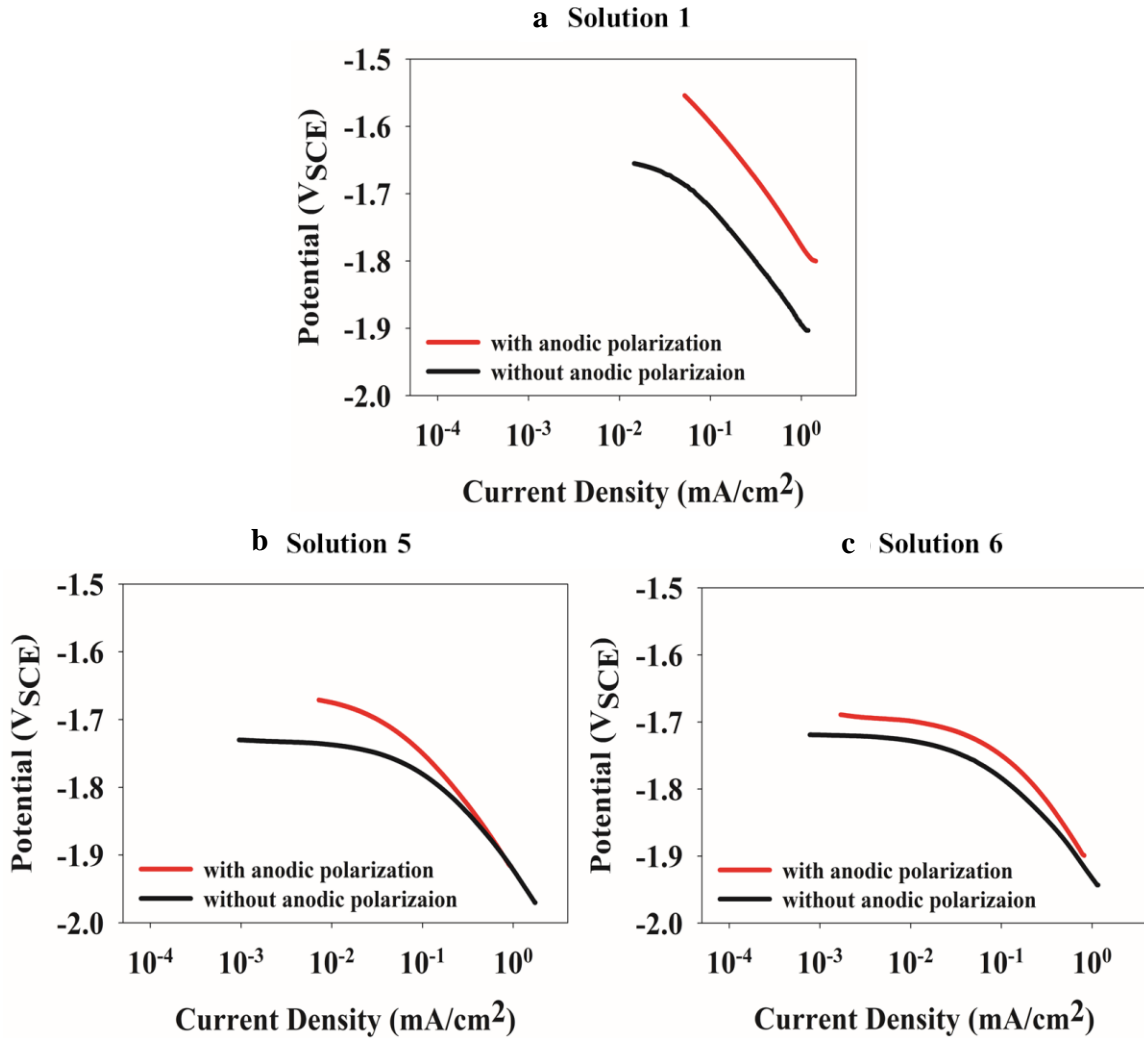 a Solution 1
-1.5
-1.6
-1.7
-1.8
-1.9
-2.0
Potential (VSCE)
with anodic polarization
without anodic polarizaion
10-4 10-3 10-2 10-1 100
Current Density (mA/cm2)
b Solution 5
-1.5
-1.6
-1.7
-1.8
-1.9
-2.0
Potential (VSCE)
with anodic polarization
without anodic polarizaion
10-4 10-3 10-2 10-1 100
Current Density (mA/cm2)
c Solution 6
-1.5
-1.6
-1.7
-1.8
-1.9
-2.0
Potential (VSCE)
with anodic polarization
without anodic polarizaion
10-4 10-3 10-2 10-1 100
Current Density (mA/cm2)